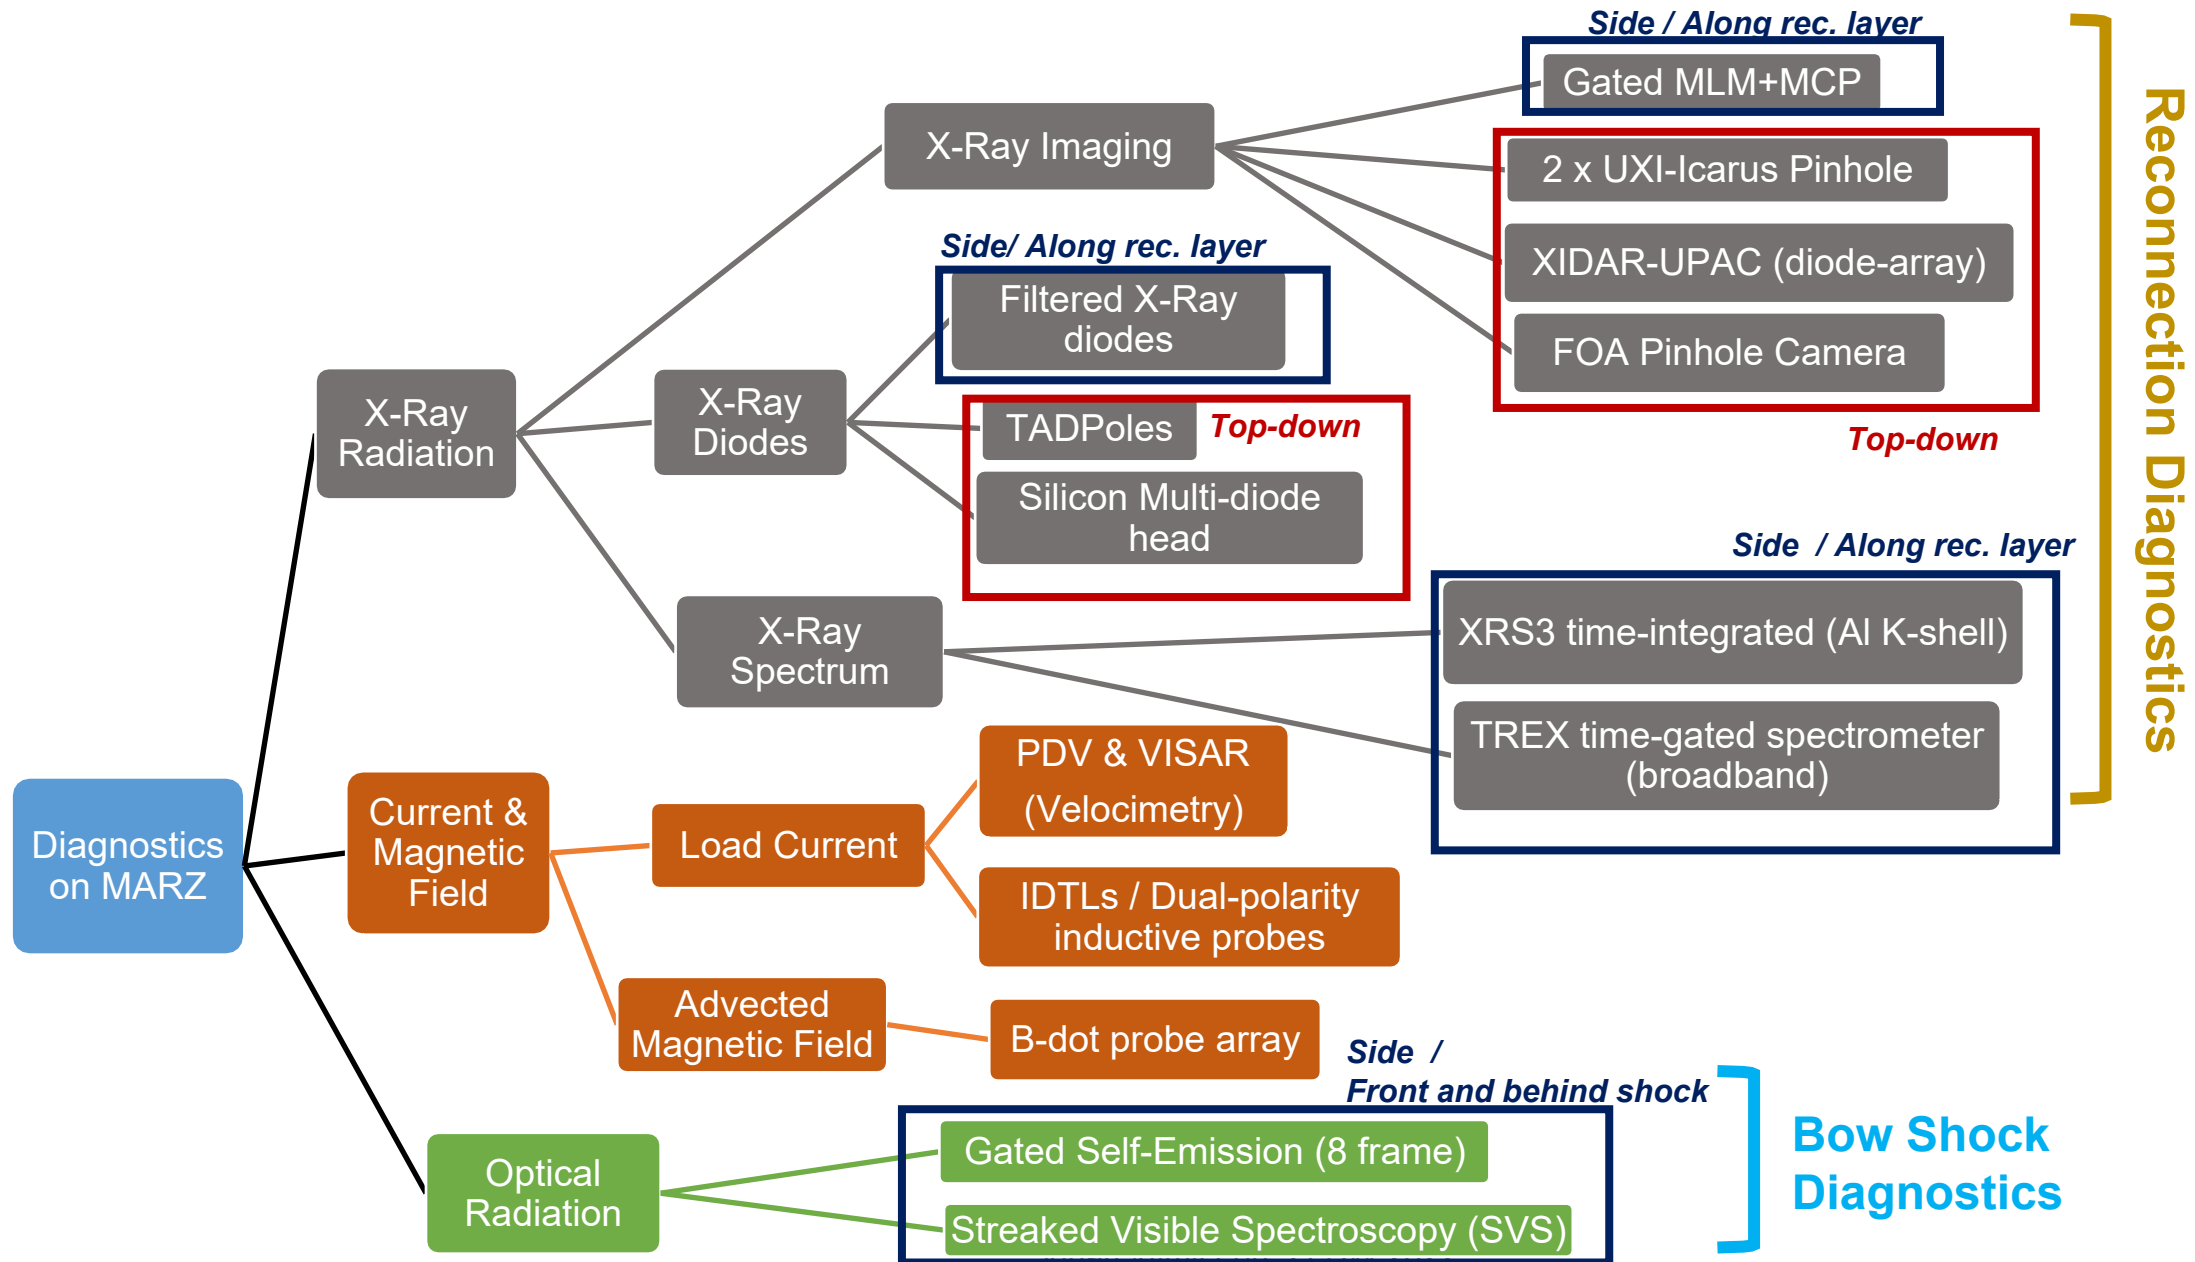 Side / Along rec. layer
Gated MLM+MCP
X-Ray Imaging
2 x UXI-Icarus Pinhole
XIDAR-UPAC (diode-array)
FOA Pinhole Camera
Top-down
Side/ Along rec. layer
Filtered X-Ray
diodes
X-Ray
Radiation
X-Ray
Diodes
TADPoles
Top-down
Silicon Multi-diode
head
Side / Along rec. layer
X-Ray
Spectrum
XRS3 time-integrated (Al K-shell)
TREX time-gated spectrometer
(broadband)
Reconnection Diagnostics
Diagnostics
on MARZ
Current &
Magnetic
Field
Load Current
PDV & VISAR
(Velocimetry)
IDTLs / Dual-polarity
inductive probes
Advected
Magnetic Field
B-dot probe array
Side /
Front and behind shock
Optical
Radiation
Gated Self-Emission (8 frame)
Streaked Visible Spectroscopy (SVS)
Bow Shock
Diagnostics